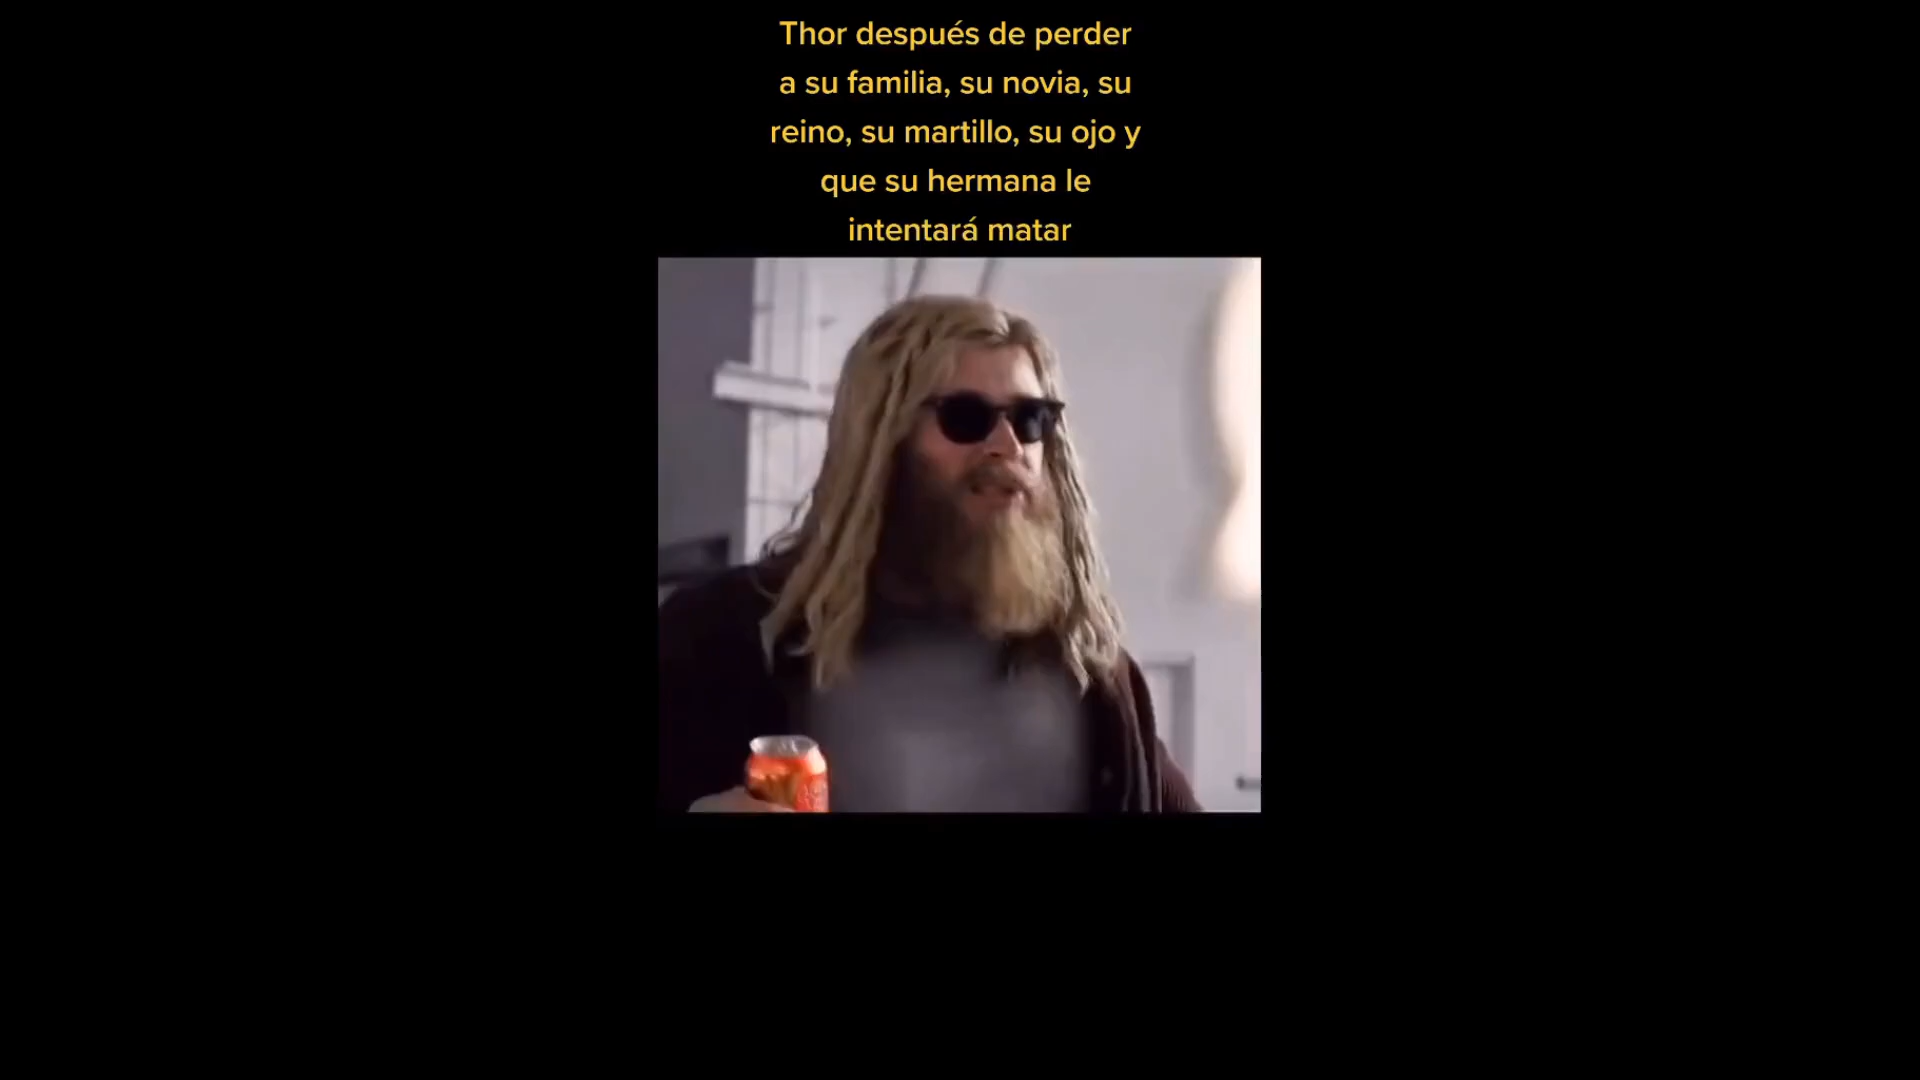 Thor después de perder
a su familia, su novia, su
reino, su martillo, su ojo y
que su hermana le
intentará matar